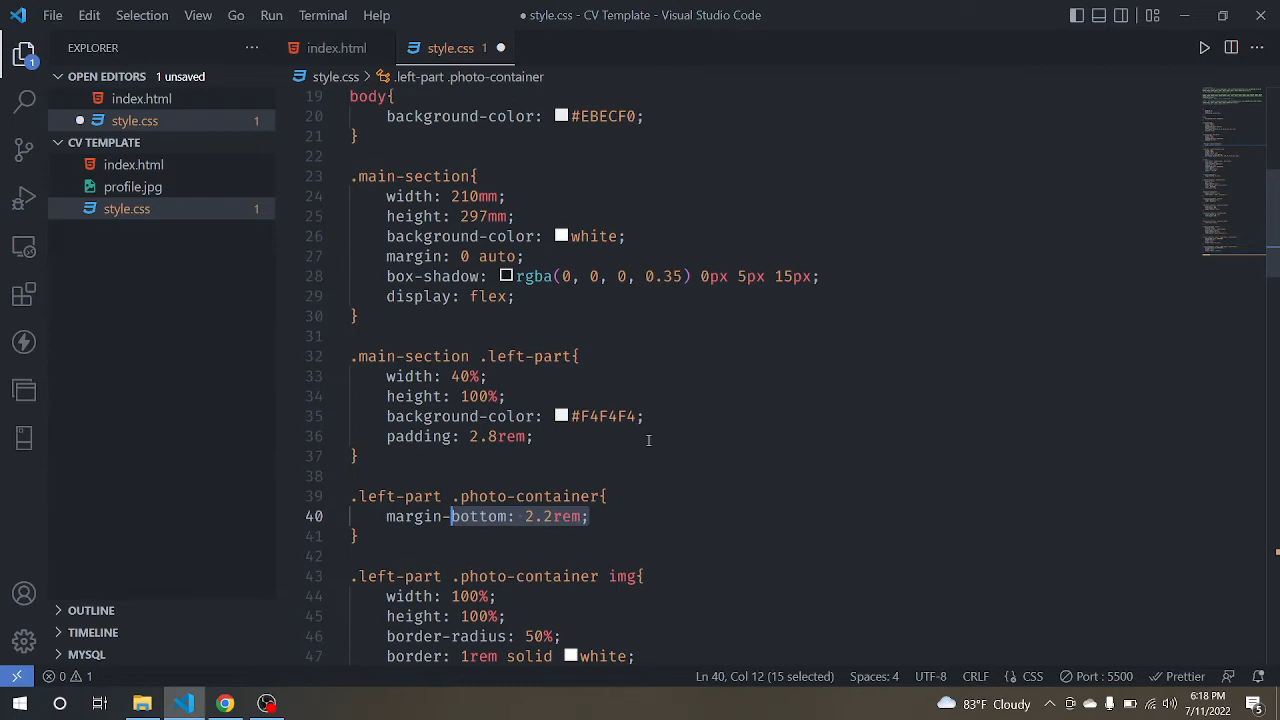 File Edit View Go Run Terminal Help
style.css - CV Template - Visual Studio Code
EXPLORER
index.html
style.css 1
OPEN EDITORS 1 unsaved
index.html
style.css 1
CV TEMPLATE
index.html
profile.jpg
style.css 1
style.css > .left-part .photo-container
19 body{
20 background-color: #EBECF0;
21 }
22
23 .main-section{
24 width: 210mm;
25 height: 297mm;
26 background-color: white;
27 margin: 0 auto;
28 box-shadow: rgba(0, 0, 0, 0.35) 0px 5px 15px;
29 display: flex;
30 }
31
32 .main-section .left-part{
33 width: 40%;
34 height: 100%;
35 background-color: #F4F4F4;
36 padding: 2.8rem;
37 }
38
39 .left-part .photo-container{
40 margin-bottom: 2.2rem;
41 }
42
43 .left-part .photo-container img{
44 width: 100%;
45 height: 100%;
46 border-radius: 50%;
47 border: 1rem solid white;
OUTLINE
TIMELINE
MYSQL
1
0 1
Ln 40, Col 12 (15 selected)
Spaces: 4
UTF-8
CRLF
CSS
Port : 5500
Prettier
88°F Cloudy
6:18 PM
7/11/2022
5